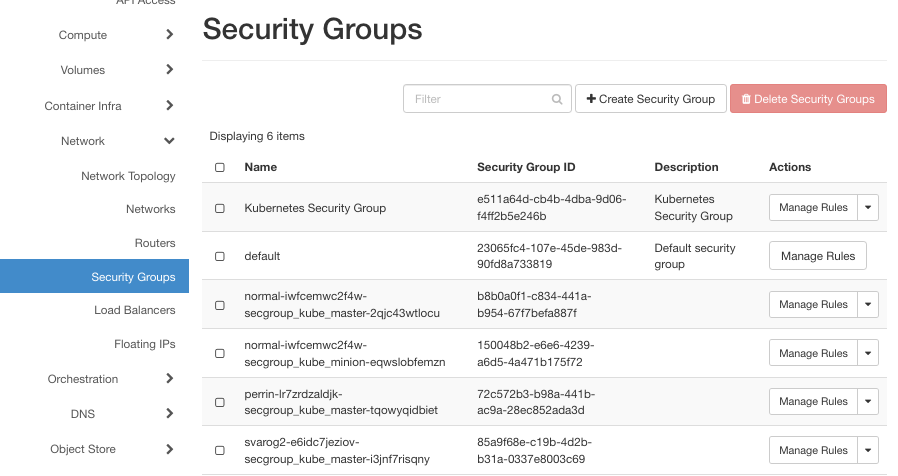 API Access
Security Groups
Compute
Volumes
Container Infra
Network
Network Topology
Networks
Routers
Security Groups
Load Balancers
Floating IPs
Orchestration
DNS
Object Store
Filter
Create Security Group
Delete Security Groups
Displaying 6 items
Name Security Group ID Description Actions
Kubernetes Security Group
e511a64d-cb4b-4dba-9d06-
f4ff2b5e246b
Kubernetes
Security Group
Manage Rules
default
23065fc4-107e-45de-983d-
90fd8a733819
Default security
group
Manage Rules
normal-iwfcemwc2f4w-
secgroup_kube_master-2qjc43wtlocu
b8b0a0f1-c834-441a-
b954-67f7befa887f
Manage Rules
normal-iwfcemwc2f4w-
secgroup_kube_minion-eqwslobfemzn
150048b2-e6e6-4239-
a6d5-4a471b175f72
Manage Rules
perrin-lr7zrdzaldjk-
secgroup_kube_master-tqowyqidbiet
72c572b3-b98a-441b-
ac9a-28ec852ada3d
Manage Rules
svarog2-e6idc7jeziov-
secgroup_kube_master-i3jnf7risqny
85a9f68e-c19b-4d2b-
b31a-0337e8003c69
Manage Rules